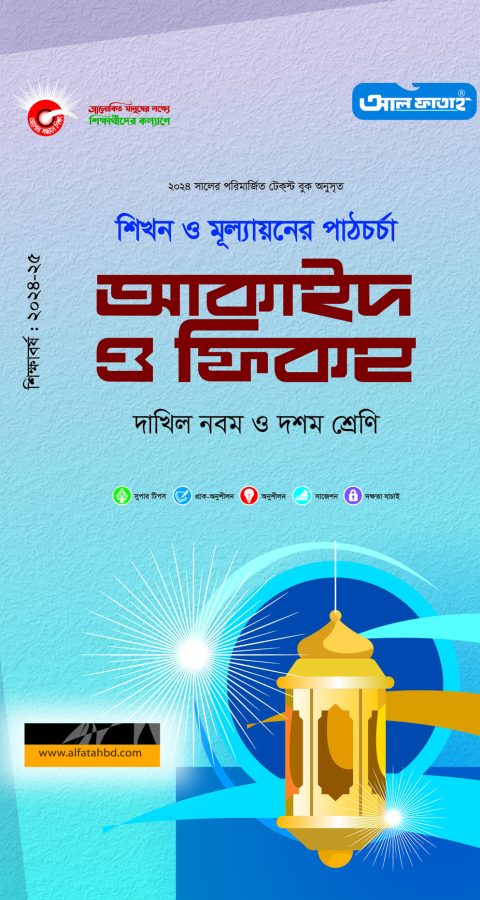 আলোকিত মানুষের লক্ষ্যে
শিক্ষার্থীদের কল্যাণে
আল ফাতাহ®
২০২৪ সালের পরিমার্জিত টেক্স্ট বুক অনুসৃত
শিখন ও মূল্যায়নের পাঠচর্চা
আকাইদ
ও ফিকহ
দাখিল নবম ও দশম শ্রেণি
শিক্ষাবর্ষ : ২০২৪-২৫
সুপার টিপস প্রাক-অনুশীলন অনুশীলন সাজেশন দক্ষতা যাচাই
www.alfatahbd.com